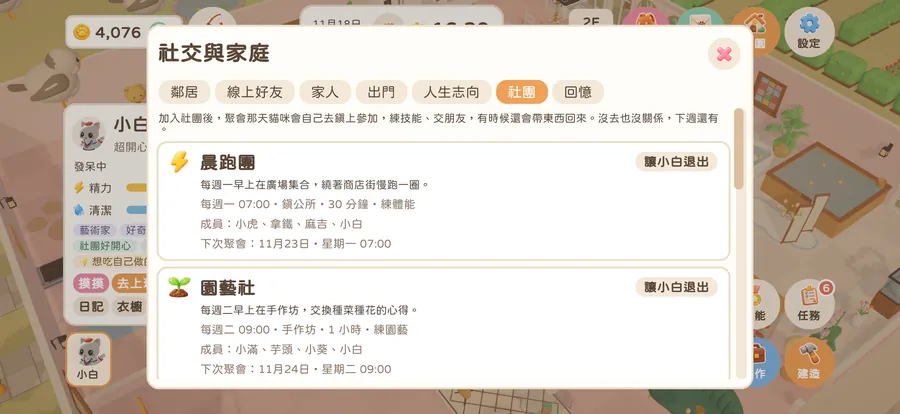 4,076
11月18日
2F
設定
社交與家庭
鄰居
線上好友
家人
出門
人生志向
社團
回憶
加入社團後，聚會那天貓咪會自己去鎮上參加，練技能、交朋友，有時候還會帶東西回來。沒去也沒關係，下週還有
。
晨跑團
讓小白退出
每週一早上在廣場集合，繞著商店街慢跑一圈。
每週一 07:00・鎮公所・30 分鐘・練體能
成員：小虎、拿鐵、麻吉、小白
下次聚會：11月23日・星期一 07:00
園藝社
讓小白退出
每週二早上在手作坊，交換種菜種花的心得。
每週二 09:00・手作坊・1 小時・練園藝
成員：小滿、芋頭、小葵、小白
下次聚會：11月24日・星期二 09:00
小白
超開心
發呆中
精力
清潔
藝術家
好奇
社團好開心
想吃自己做的
摸摸
去上班
日記
衣櫥
小白
能
6
任務
作
建造